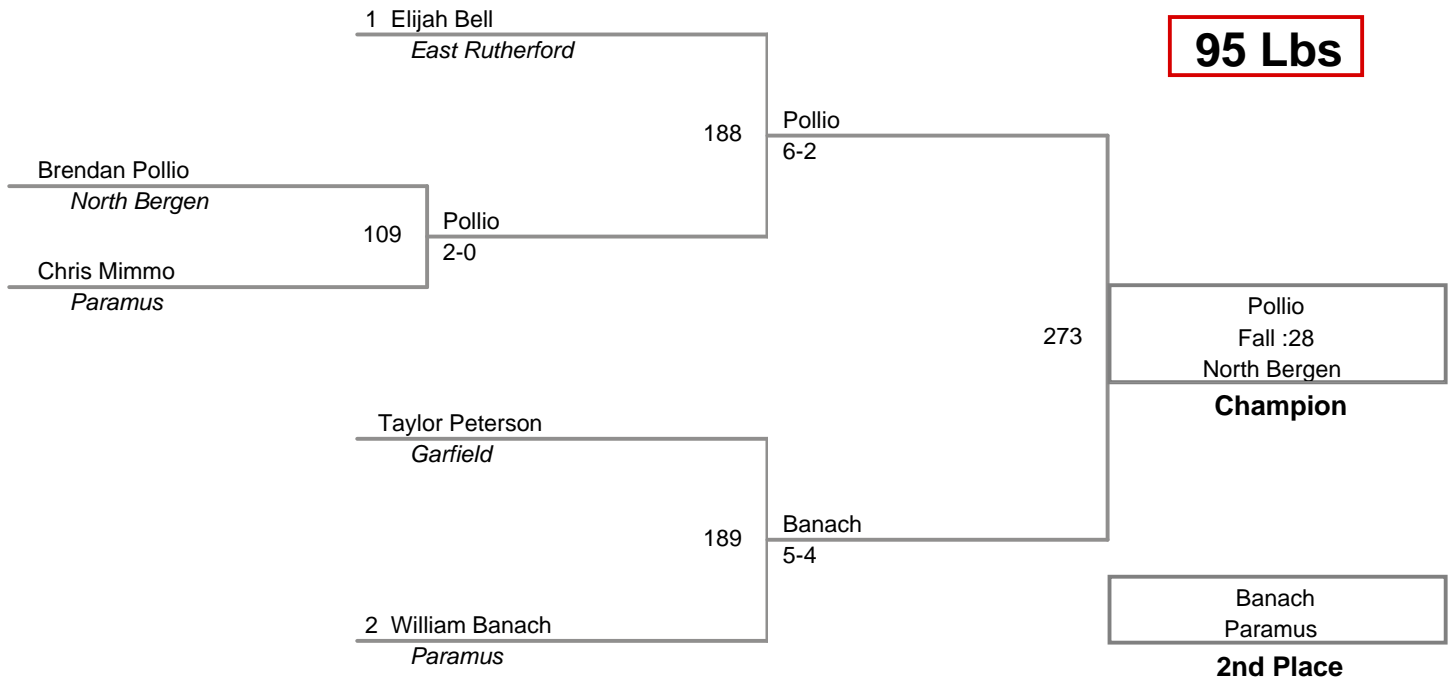 1 Elijah Bell
East Rutherford
95 Lbs
188
Pollio
6-2
Brendan Pollio
North Bergen
109
Pollio
2-0
Chris Mimmo
Paramus
273
Pollio
Fall :28
North Bergen
Champion
Taylor Peterson
Garfield
189
Banach
5-4
2 William Banach
Paramus
Banach
Paramus
2nd Place